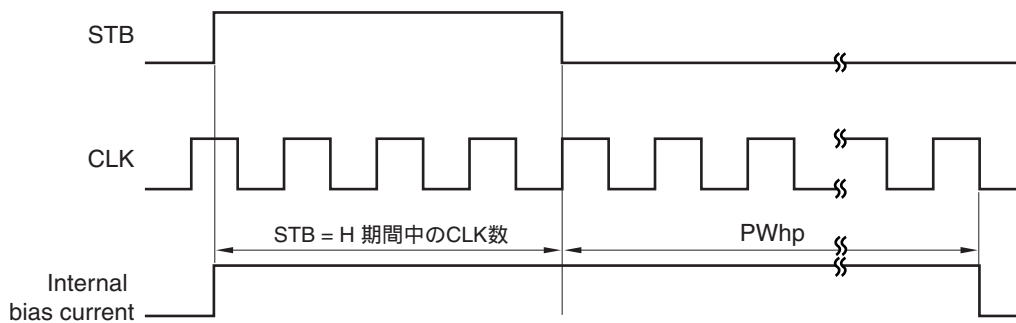 STB
CLK
STB = H 期間中のCLK数
PWhp
Internal
bias current